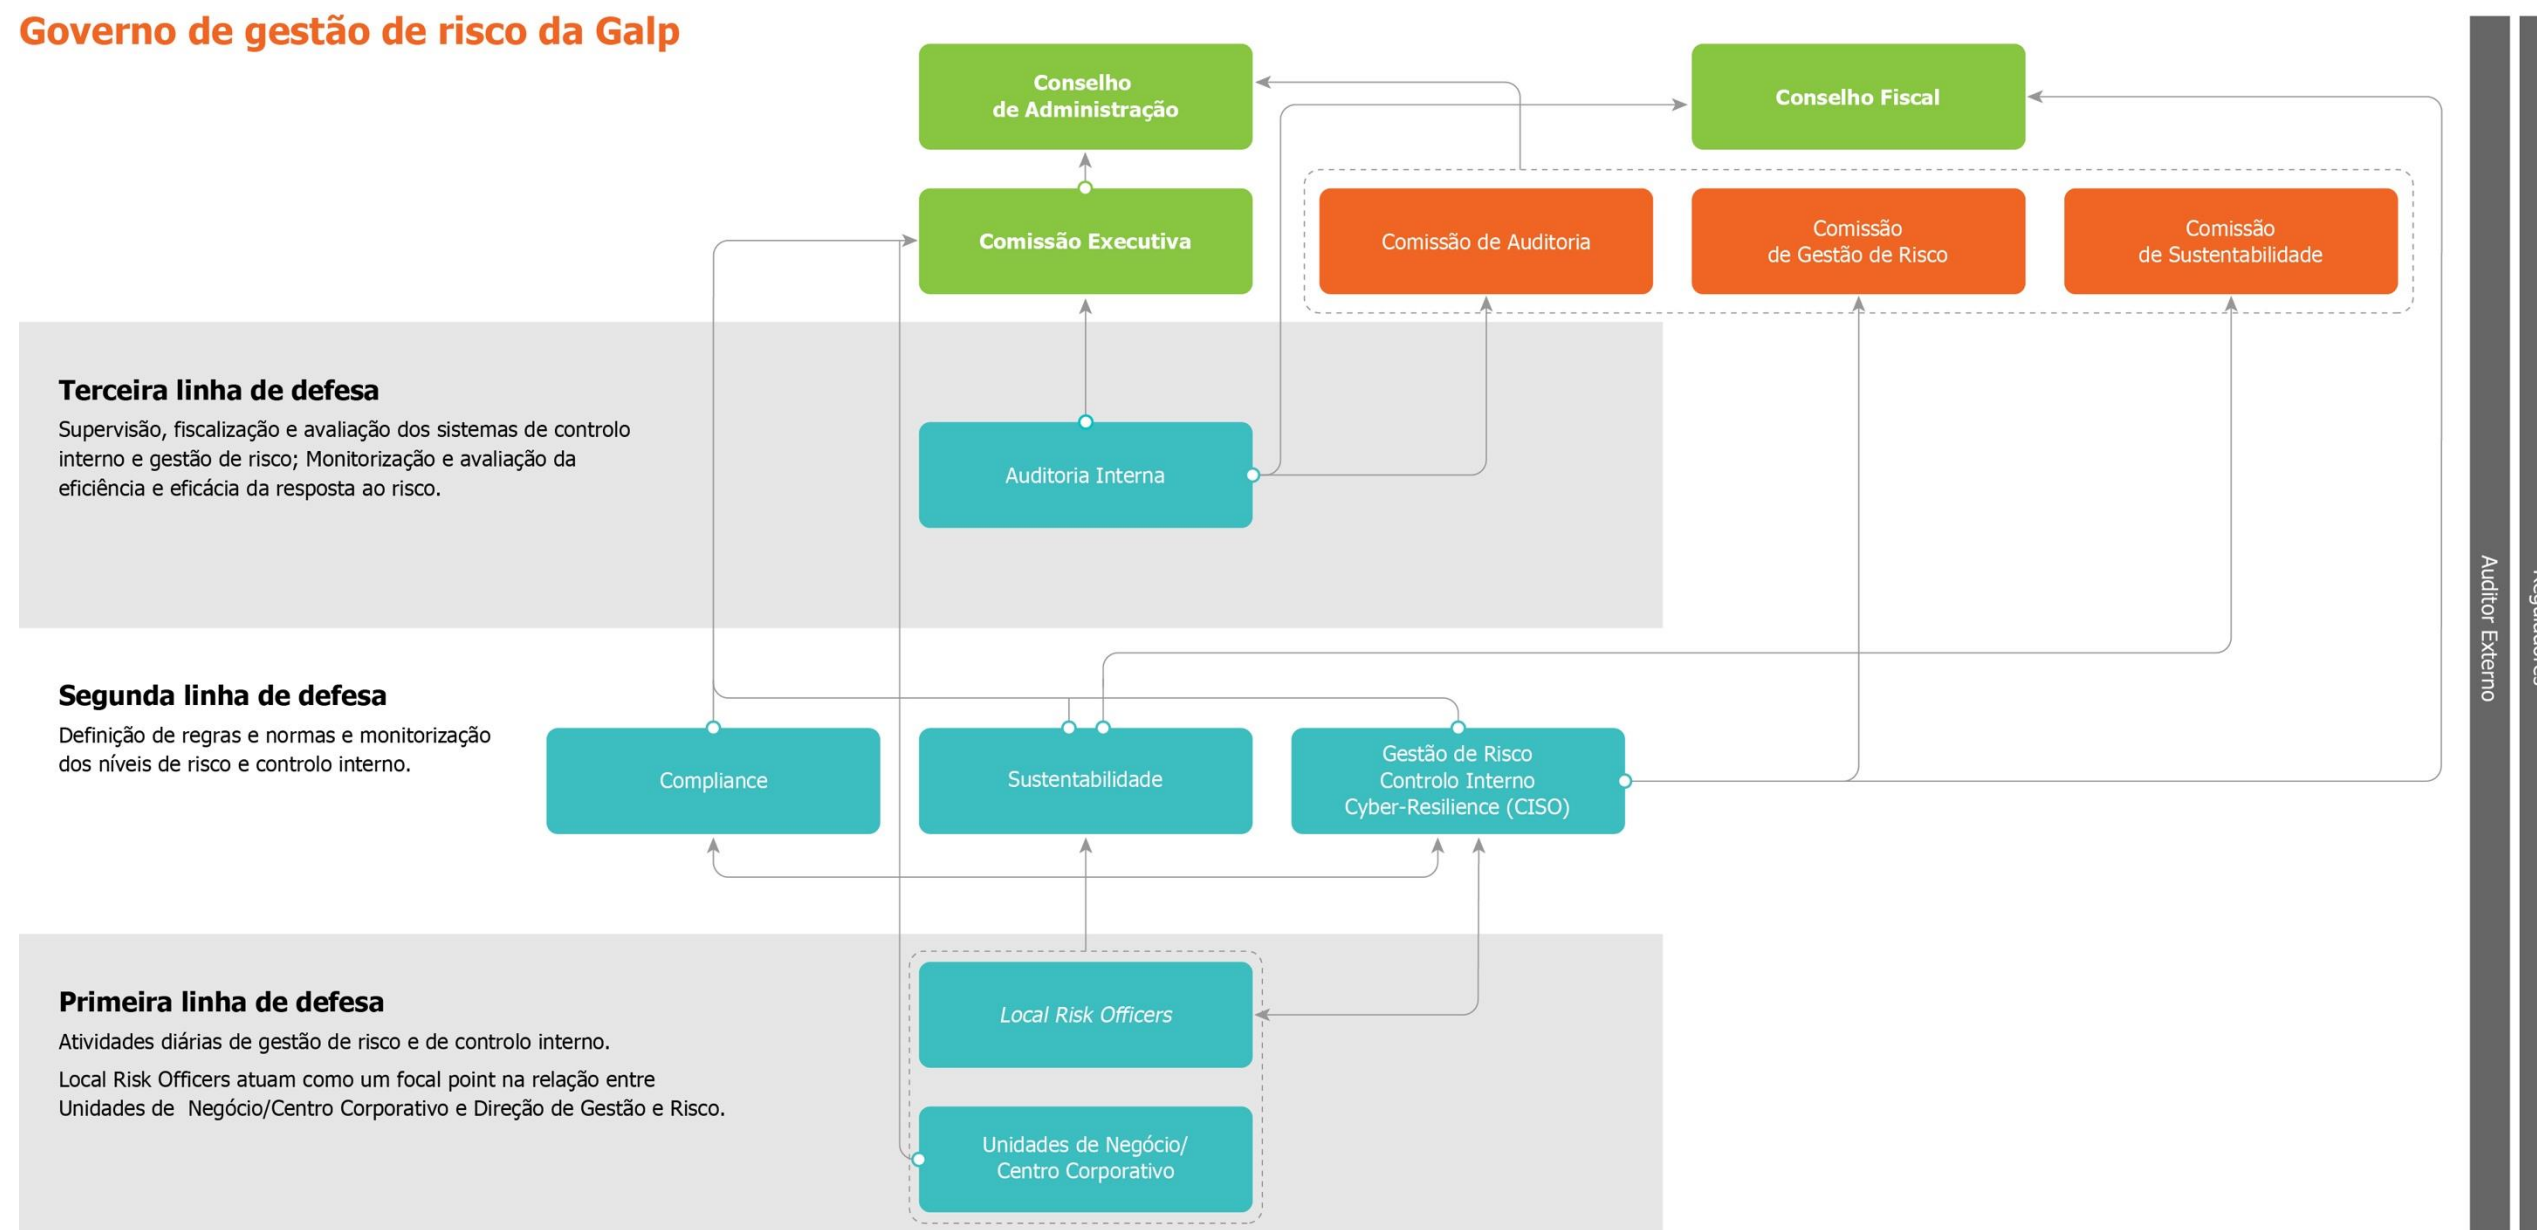 Governo de gestão de risco da Galp
Conselho
de Administração
Conselho Fiscal
Comissão Executiva
Comissão de Auditoria
Comissão
de Gestão de Risco
Comissão
de Sustentabilidade
Terceira linha de defesa
Supervisão, fiscalização e avaliação dos sistemas de controlo
interno e gestão de risco; Monitorização e avaliação da
eficiência e eficácia da resposta ao risco.
Auditoria Interna
Segunda linha de defesa
Definição de regras e normas e monitorização
dos níveis de risco e controlo interno.
Compliance
Sustentabilidade
Gestão de Risco
Controlo Interno
Cyber-Resilience (CISO)
Primeira linha de defesa
Atividades diárias de gestão de risco e de controlo interno.
Local Risk Officers atuam como um focal point na relação entre
Unidades de Negócio/Centro Corporativo e Direção de Gestão e Risco.
Local Risk Officers
Unidades de Negócio/
Centro Corporativo
Auditor Externo